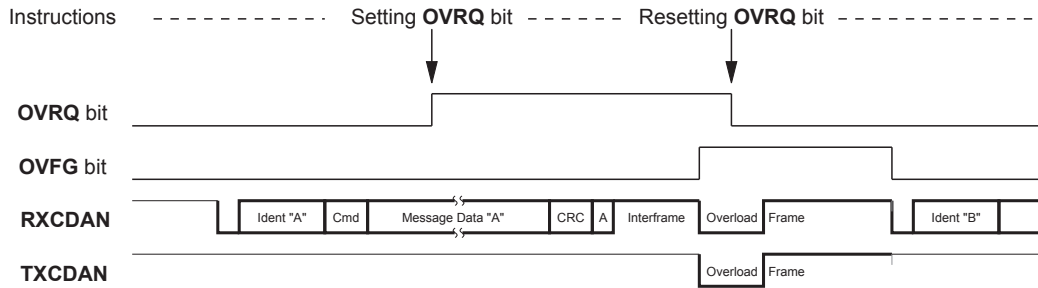 Instructions Setting OVRQ bit Resetting OVRQ bit
OVRQ bit
OVFG bit
RXCDAN Ident "A" Cmd Message Data "A" CRC A Interframe Overload Frame Ident "B"
TXCDAN Overload Frame